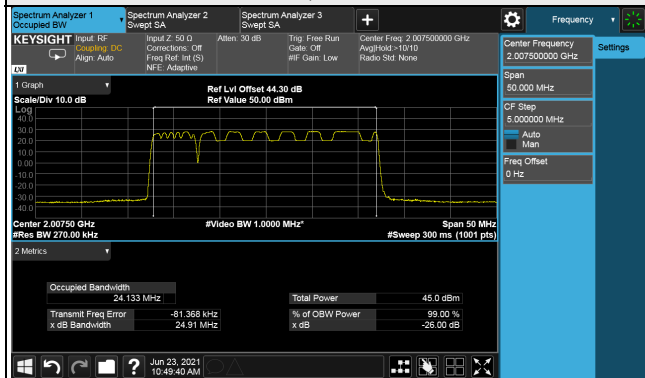 Spectrum Analyzer 1
Occupied BW
Spectrum Analyzer 2
Swept SA
Spectrum Analyzer 3
Swept SA
+
Frequency
KEYSIGHT
Input: RF
Coupling: DC
Align: Auto
LXI
Input Z: 50 Ω
Corrections: Off
Freq Ref: Int (S)
NFE: Adaptive
Atten: 30 dB
Trig: Free Run
Gate: Off
#IF Gain: Low
Center Freq: 2.007500000 GHz
Avg|Hold:>10/10
Radio Std: None
Center Frequency
2.007500000 GHz
Settings
Span
50.000 MHz
CF Step
5.000000 MHz
Auto
Man
Freq Offset
0 Hz
1 Graph
Ref Lvl Offset 44.30 dB
Scale/Div 10.0 dB
Ref Value 50.00 dBm
Log
40.0
30.0
20.0
10.0
0.00
-10.0
-20.0
-30.0
-40.0
Center 2.00750 GHz
#Video BW 1.0000 MHz*
Span 50 MHz
#Res BW 270.00 kHz
#Sweep 300 ms (1001 pts)
2 Metrics
Occupied Bandwidth
24.133 MHz
Total Power
45.0 dBm
Transmit Freq Error
-81.368 kHz
% of OBW Power
99.00 %
x dB Bandwidth
24.91 MHz
x dB
-26.00 dB
?
Jun 23, 2021
10:49:40 AM